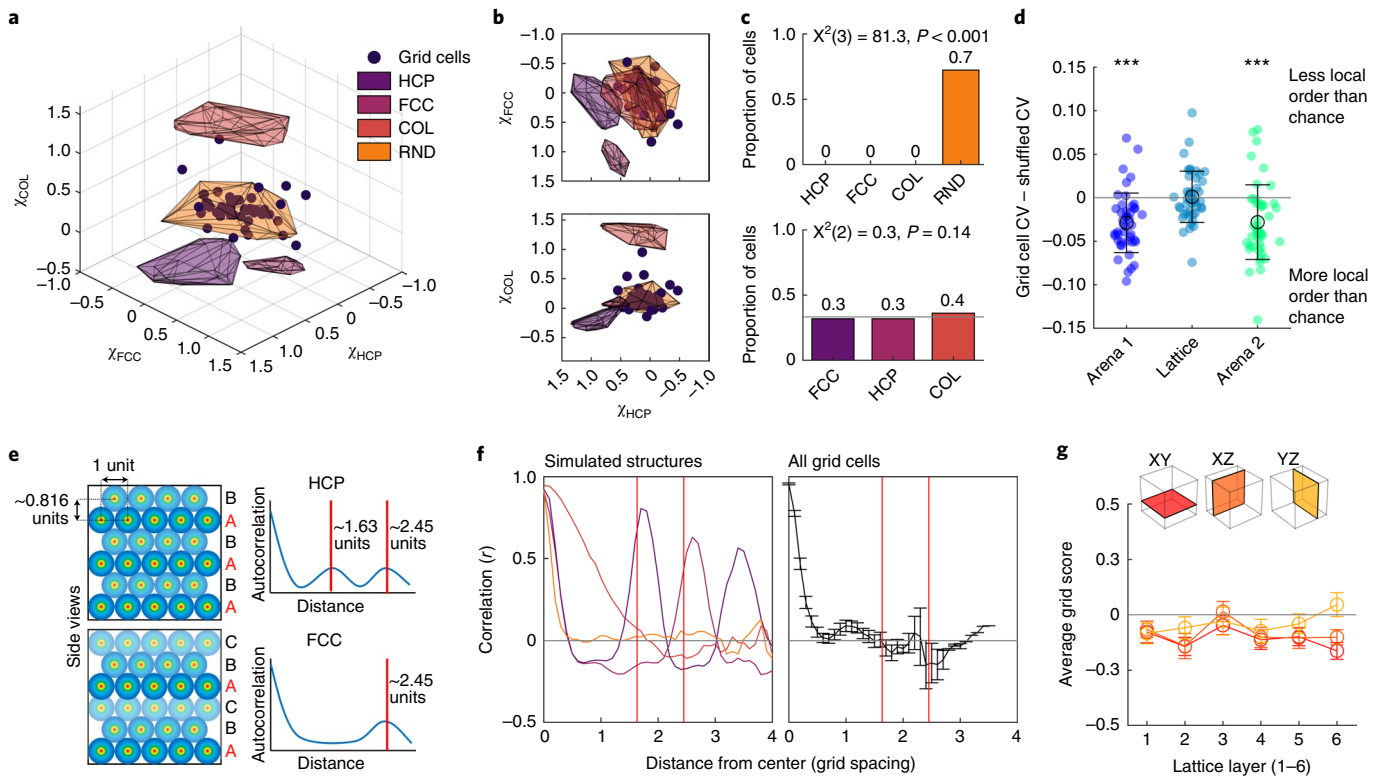 a
Grid cells
HCP
FCC
COL
RND
χCOL
1.5
1.0
0.5
0
−0.5
−1.0
−0.5
0
0.5
1.0
1.5
χFCC
−1.0
−0.5
0
0.5
1.0
1.5
χHCP
b
−1.0
−0.5
0
0.5
1.0
1.5
χFCC
1.5
1.0
0.5
0
−0.5
χCOL
1.5
1.0
0.5
0
−0.5
−1.0
χHCP
c
X²(3) = 81.3, P < 0.001
Proportion of cells
1.0
0.5
0
0
0
0
0.7
HCP
FCC
COL
RND
X²(2) = 0.3, P = 0.14
Proportion of cells
1.0
0.5
0
0.3
0.3
0.4
FCC
HCP
COL
d
Grid cell CV − shuffled CV
0.15
0.10
0.05
0
−0.05
−0.10
−0.15
***
***
Less local
order than
chance
More local
order than
chance
Arena 1
Lattice
Arena 2
e
1 unit
~0.816
units
Side views
B
A
B
A
B
A
C
B
A
C
B
A
HCP
Autocorrelation
~1.63
units
~2.45
units
Distance
FCC
Autocorrelation
~2.45
units
Distance
f
Simulated structures
All grid cells
Correlation (r)
1.0
0.5
0
−0.5
0
1
2
3
4
0
1
2
3
4
Distance from center (grid spacing)
g
XY
XZ
YZ
Average grid score
0.5
0.3
0
−0.3
−0.5
1
2
3
4
5
6
Lattice layer (1–6)